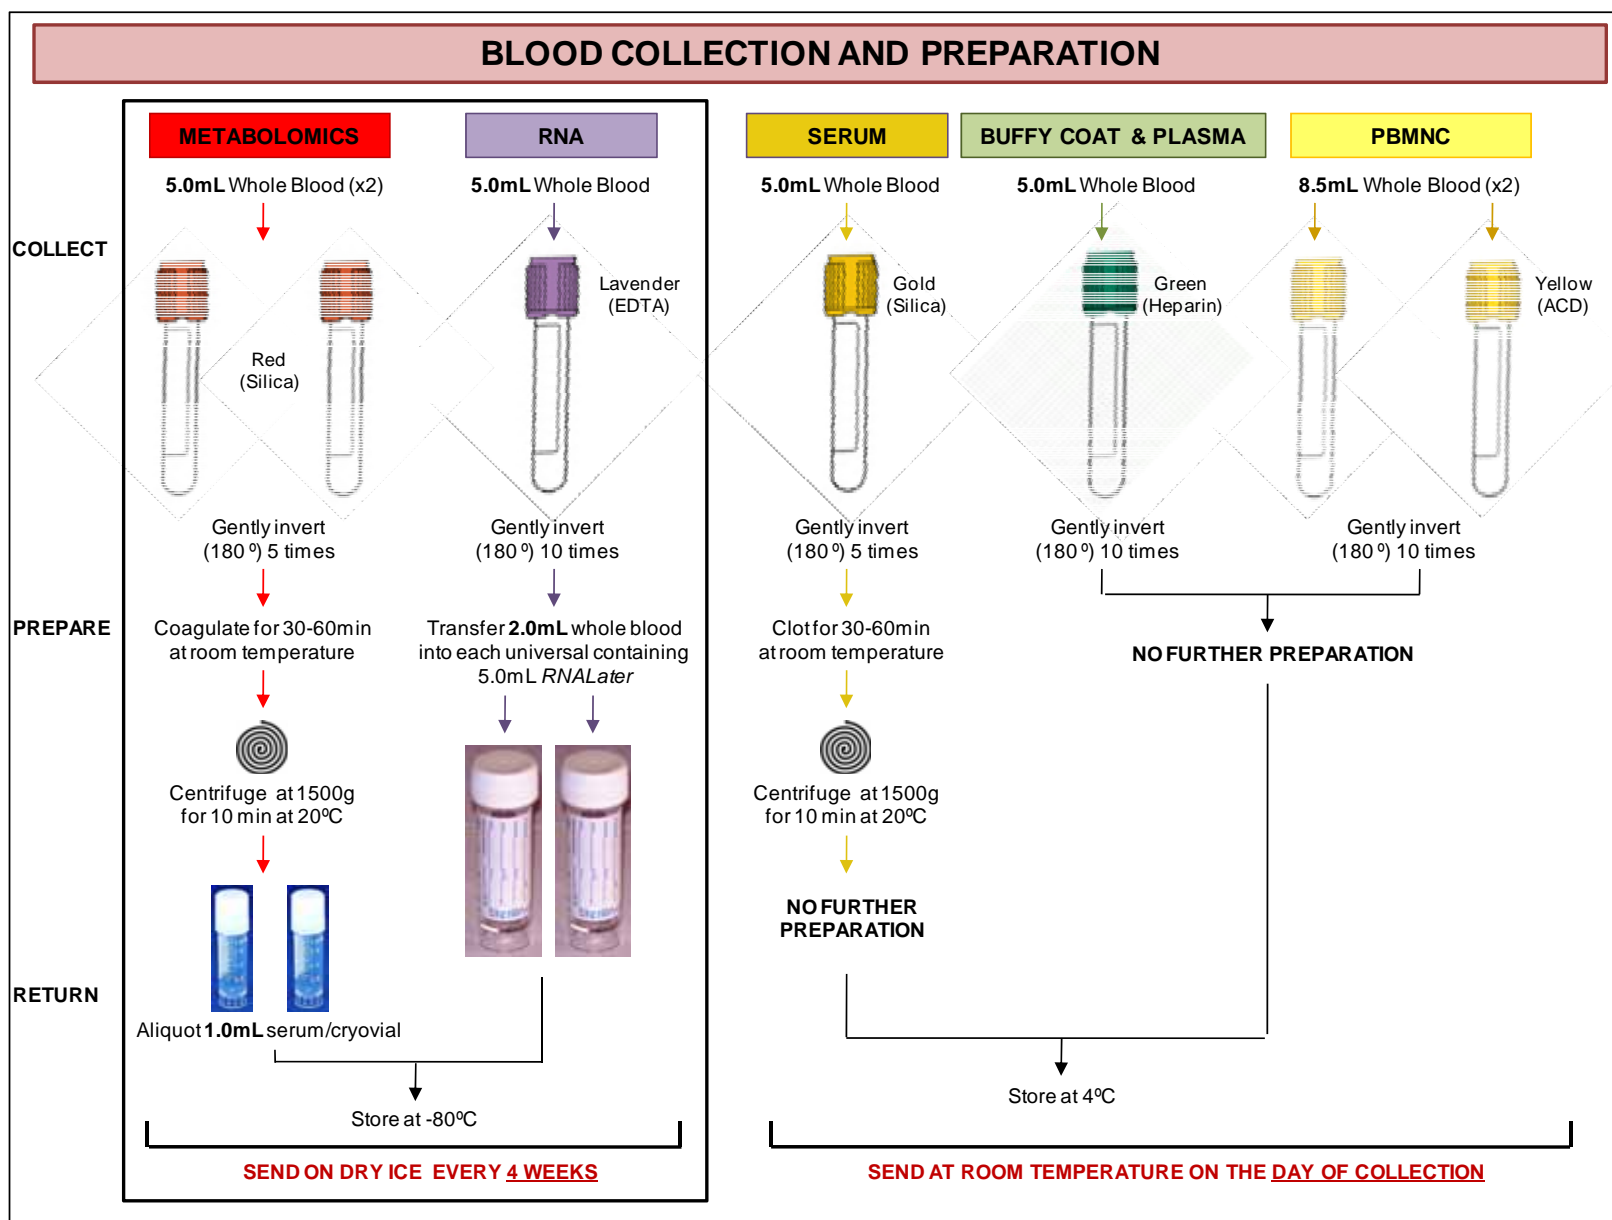 BLOOD COLLECTION AND PREPARATION
METABOLOMICS
RNA
SERUM
BUFFY COAT & PLASMA
PBMNC
5.0mL Whole Blood (x2)
5.0mL Whole Blood
5.0mL Whole Blood
5.0mL Whole Blood
8.5mL Whole Blood (x2)
COLLECT
Red
(Silica)
Lavender
(EDTA)
Gold
(Silica)
Green
(Heparin)
Yellow
(ACD)
Gently invert
(180 º) 5 times
Gently invert
(180 º) 10 times
Gently invert
(180 º) 5 times
Gently invert
(180 º) 10 times
Gently invert
(180 º) 10 times
PREPARE
Coagulate for 30-60min
at room temperature
Transfer 2.0mL whole blood
into each universal containing
5.0mL RNALater
Clot for 30-60min
at room temperature
NO FURTHER PREPARATION
Centrifuge at 1500g
for 10 min at 20ºC
Centrifuge at 1500g
for 10 min at 20ºC
NO FURTHER
PREPARATION
RETURN
Aliquot 1.0mL serum/cryovial
Store at -80ºC
Store at 4ºC
SEND ON DRY ICE EVERY 4 WEEKS
SEND AT ROOM TEMPERATURE ON THE DAY OF COLLECTION